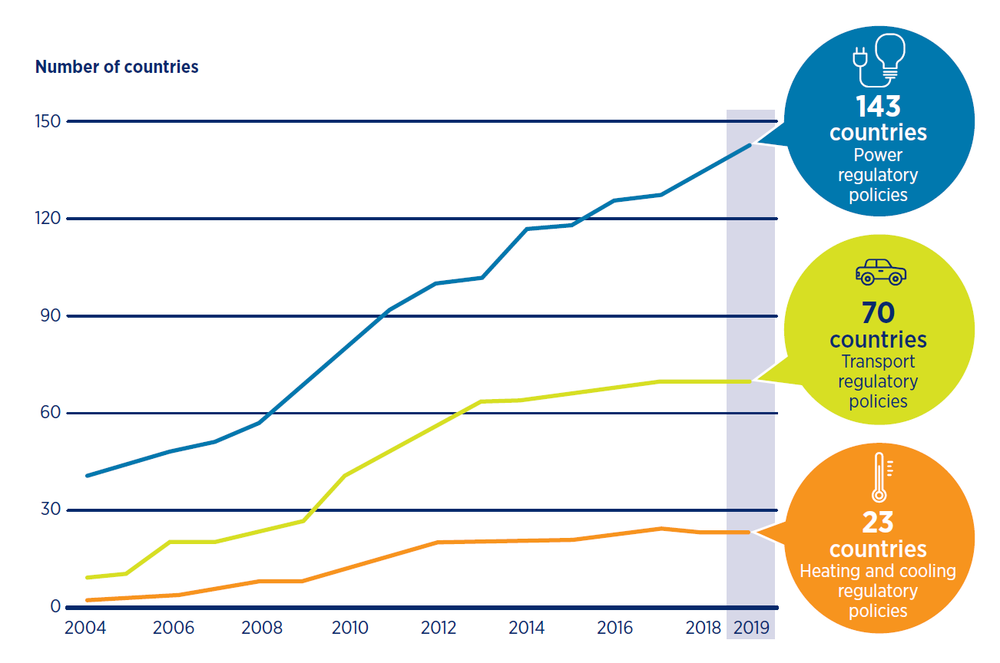 Number of countries
150
120
90
60
30
0
2004 2006 2008 2010 2012 2014 2016 2018 2019
143
countries
Power
regulatory
policies
70
countries
Transport
regulatory
policies
23
countries
Heating and cooling
regulatory
policies